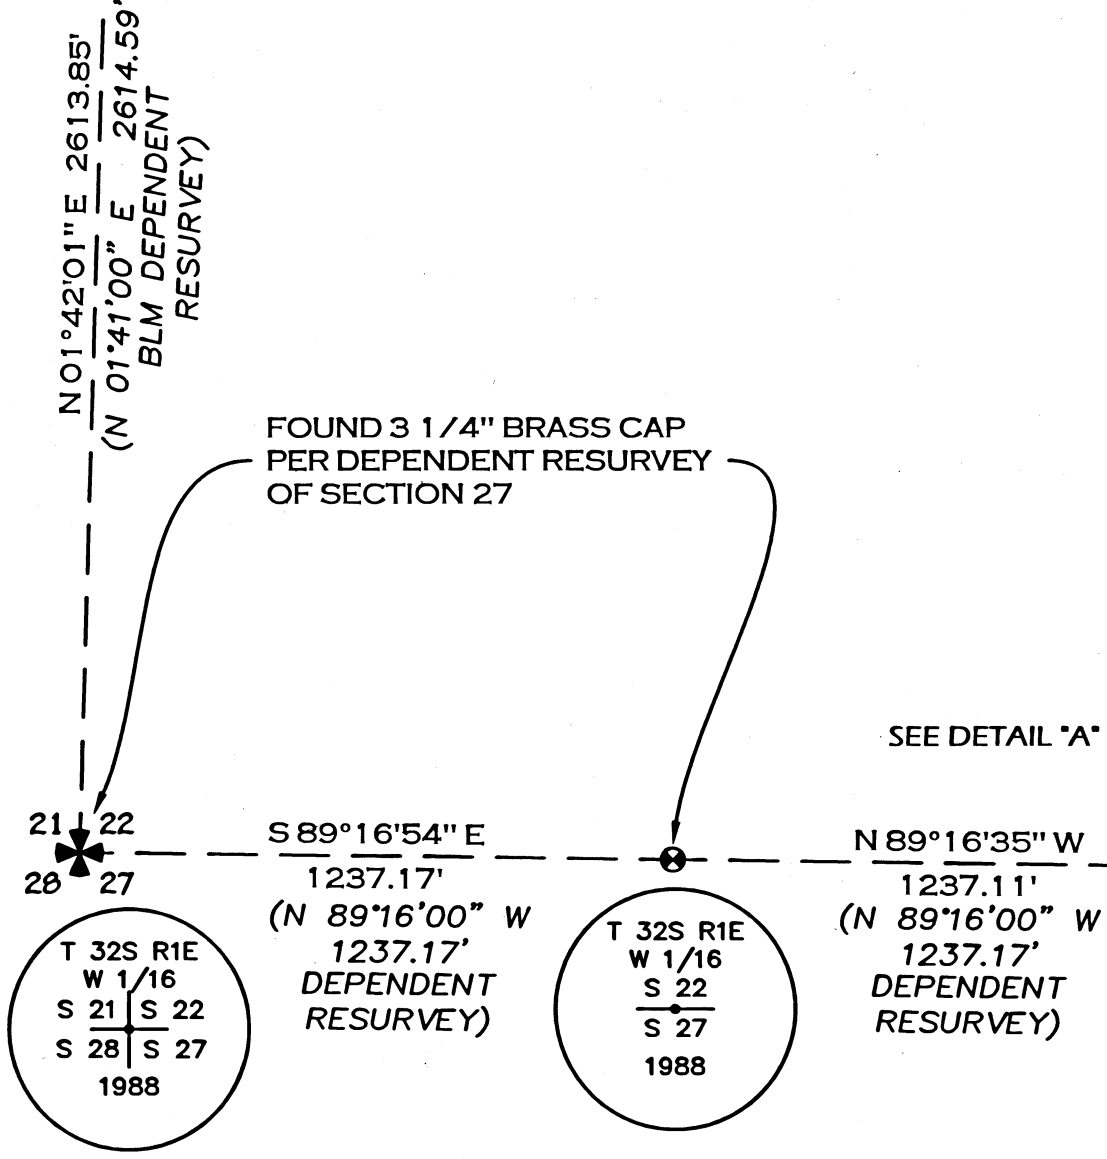 N 01°42'01" E 2613.85'
(N 01°41'00" E 2614.59'
BLM DEPENDENT
RESURVEY)
FOUND 3 1/4" BRASS CAP
PER DEPENDENT RESURVEY
OF SECTION 27
SEE DETAIL "A"
21 22
28 27
S 89°16'54" E
1237.17'
(N 89°16'00" W
1237.17'
DEPENDENT
RESURVEY)
N 89°16'35" W
1237.11'
(N 89°16'00" W
1237.17'
DEPENDENT
RESURVEY)
T 32S R1E
W 1/16
S 21 S 22
S 28 S 27
1988
T 32S R1E
W 1/16
S 22
S 27
1988